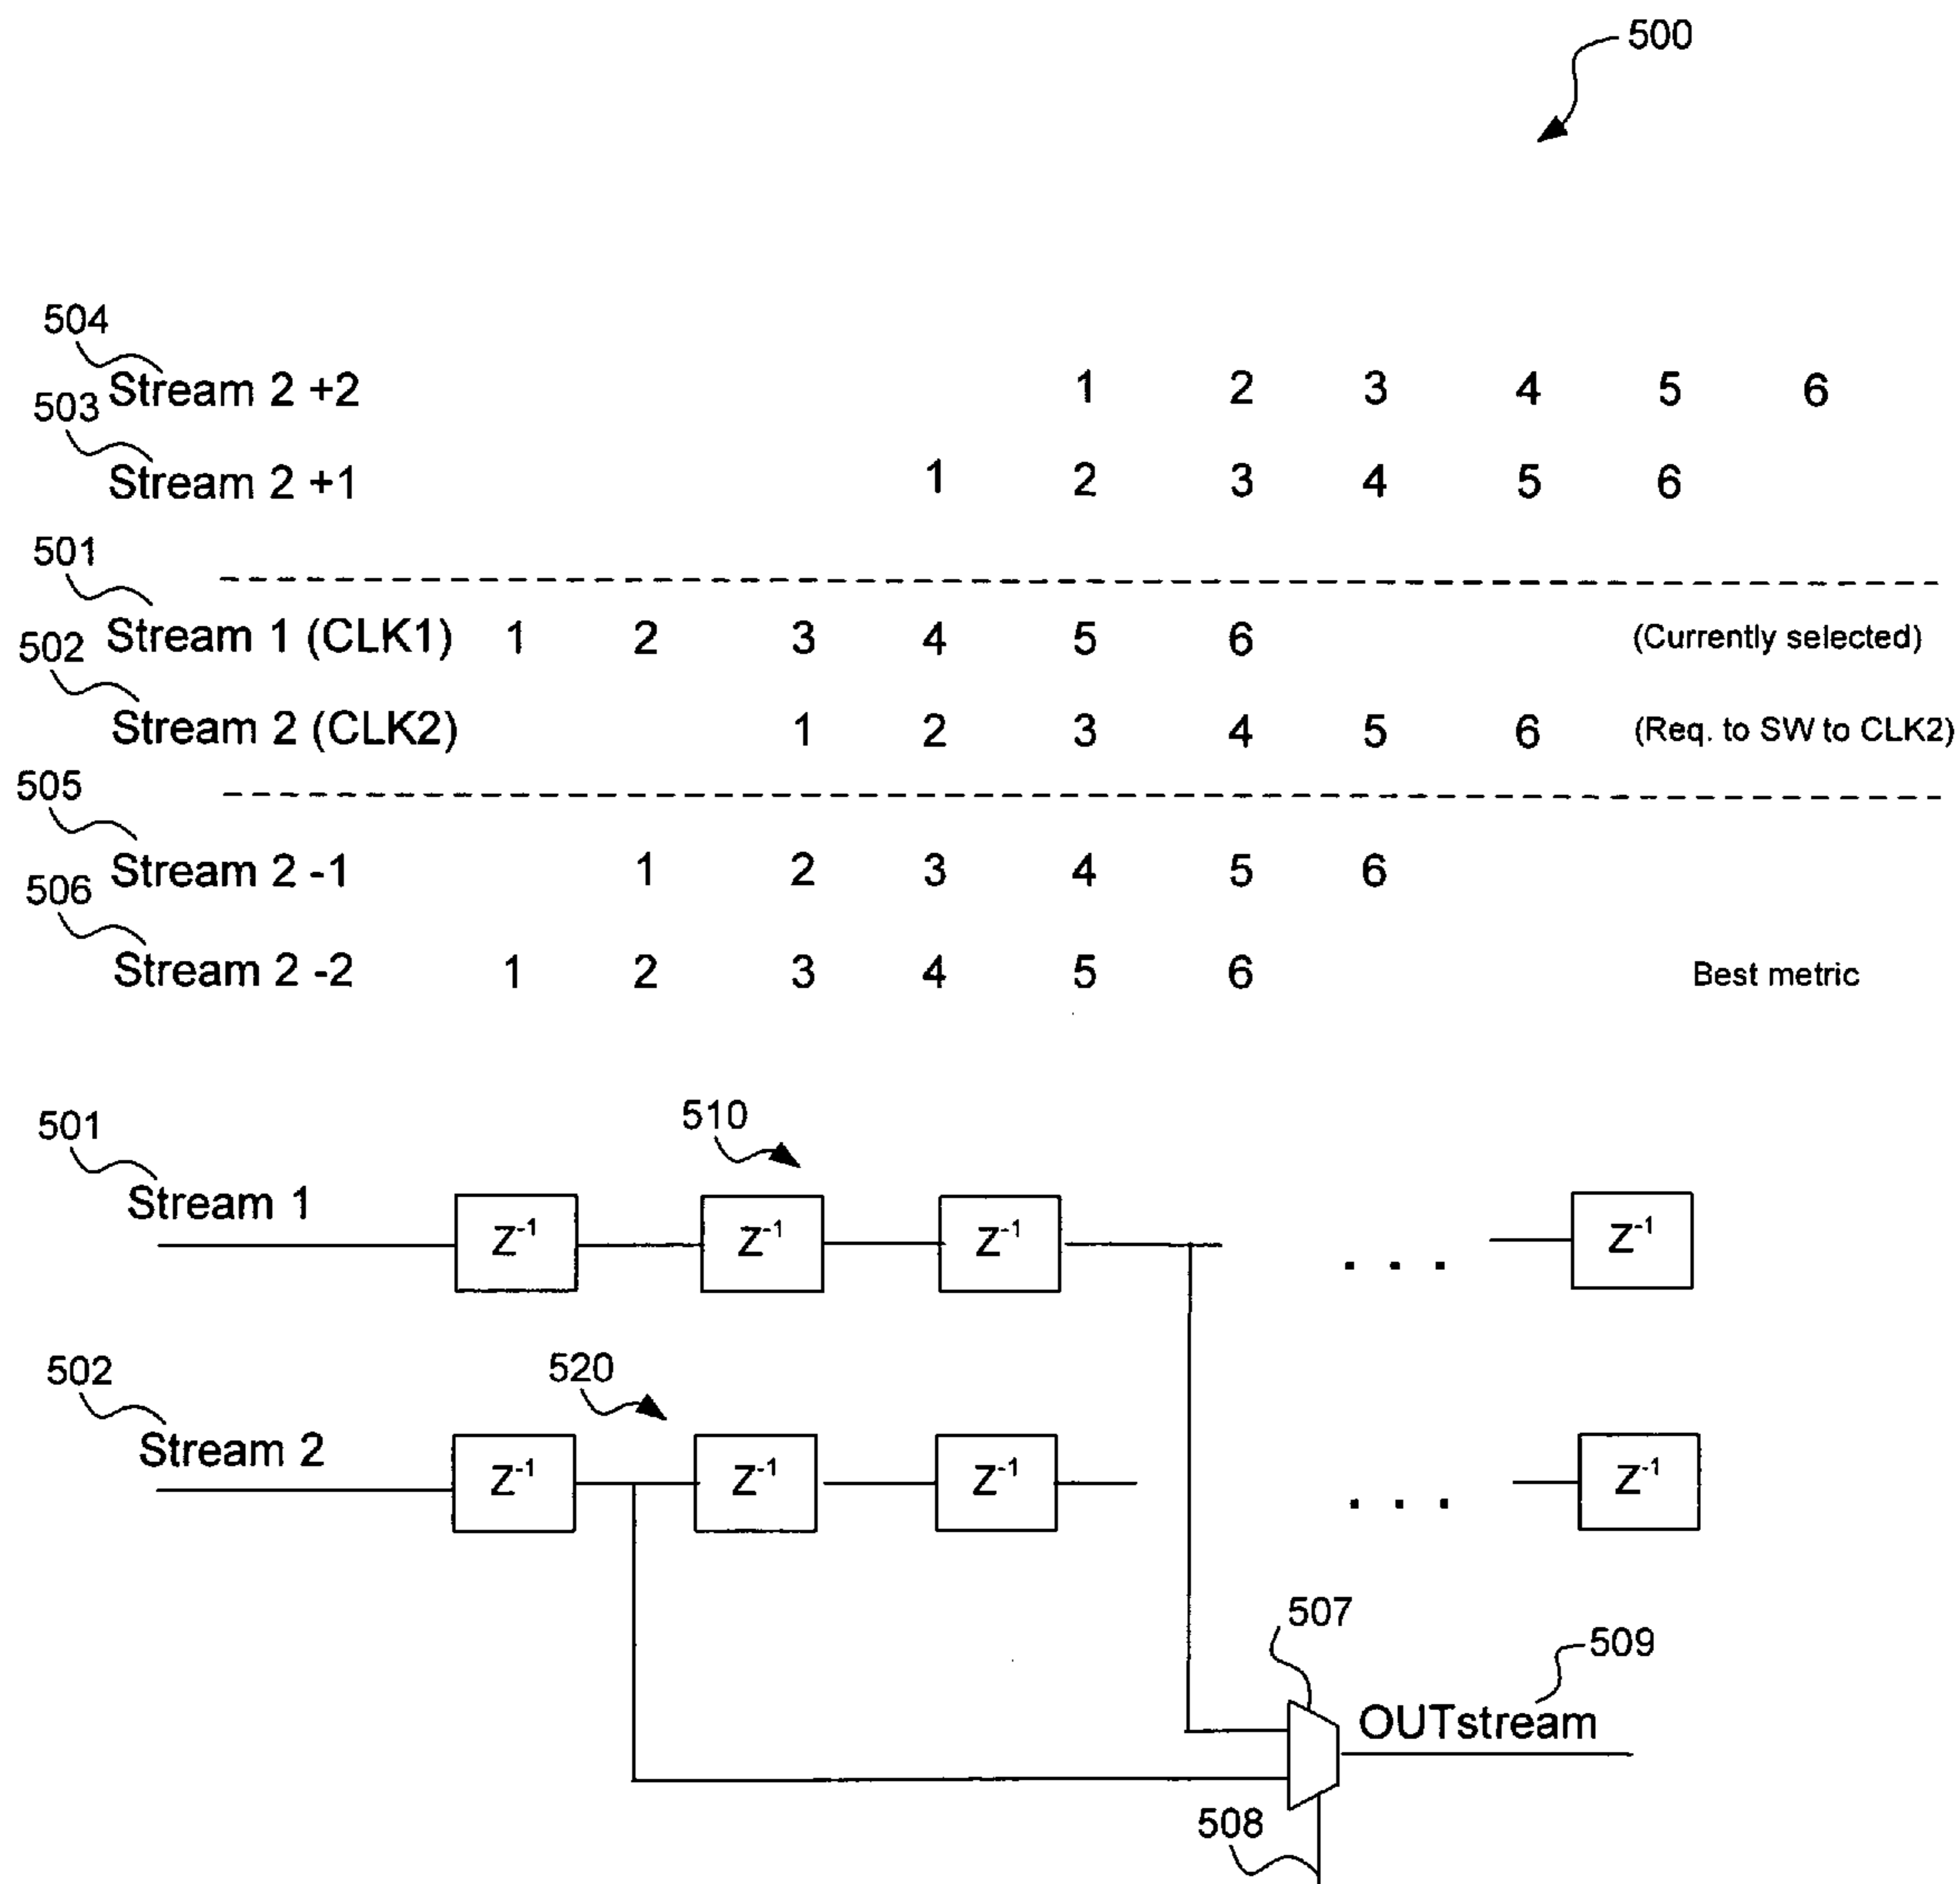 500
504
Stream 2 +2 1 2 3 4 5 6
503
Stream 2 +1 1 2 3 4 5 6
501
Stream 1 (CLK1) 1 2 3 4 5 6 (Currently selected)
502
Stream 2 (CLK2) 1 2 3 4 5 6 (Req. to SW to CLK2)
505
Stream 2 -1 1 2 3 4 5 6
506
Stream 2 -2 1 2 3 4 5 6 Best metric
510
501
Stream 1
Z⁻¹ Z⁻¹ Z⁻¹ . . . Z⁻¹
520
502
Stream 2
Z⁻¹ Z⁻¹ Z⁻¹ . . . Z⁻¹
507
509
OUTstream
508